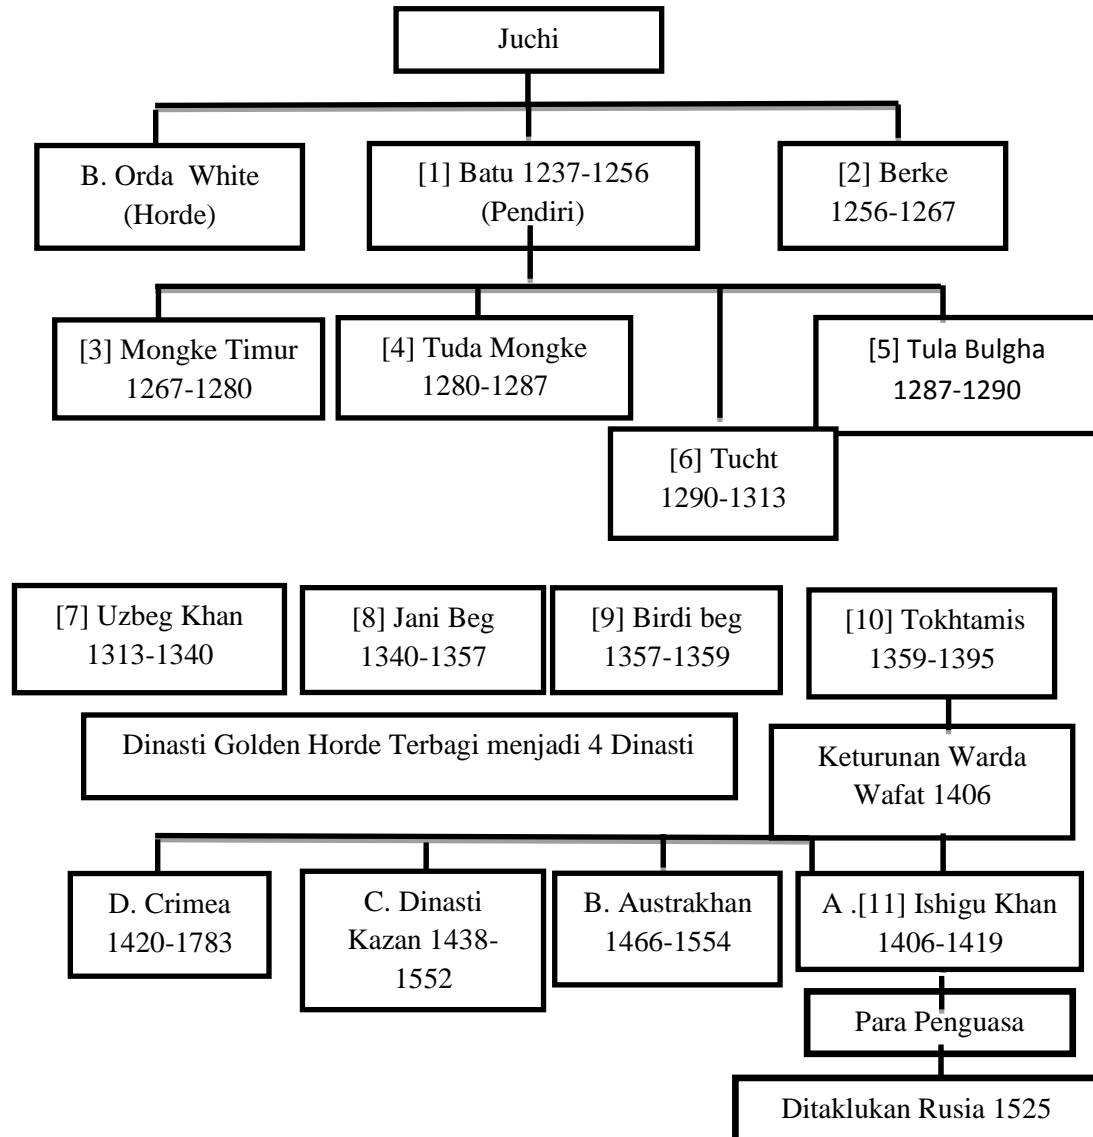 Juchi
B. Orda White
(Horde)
[1] Batu 1237-1256
(Pendiri)
[2] Berke
1256-1267
[3] Mongke Timur
1267-1280
[4] Tuda Mongke
1280-1287
[5] Tula Bulgha
1287-1290
[6] Tucht
1290-1313
[7] Uzbeg Khan
1313-1340
[8] Jani Beg
1340-1357
[9] Birdi beg
1357-1359
[10] Tokhtamis
1359-1395
Dinasti Golden Horde Terbagi menjadi 4 Dinasti
Keturunan Warda
Wafat 1406
D. Crimea
1420-1783
C. Dinasti
Kazan 1438-
1552
B. Austrakhan
1466-1554
A .[11] Ishigu Khan
1406-1419
Para Penguasa
Ditaklukan Rusia 1525